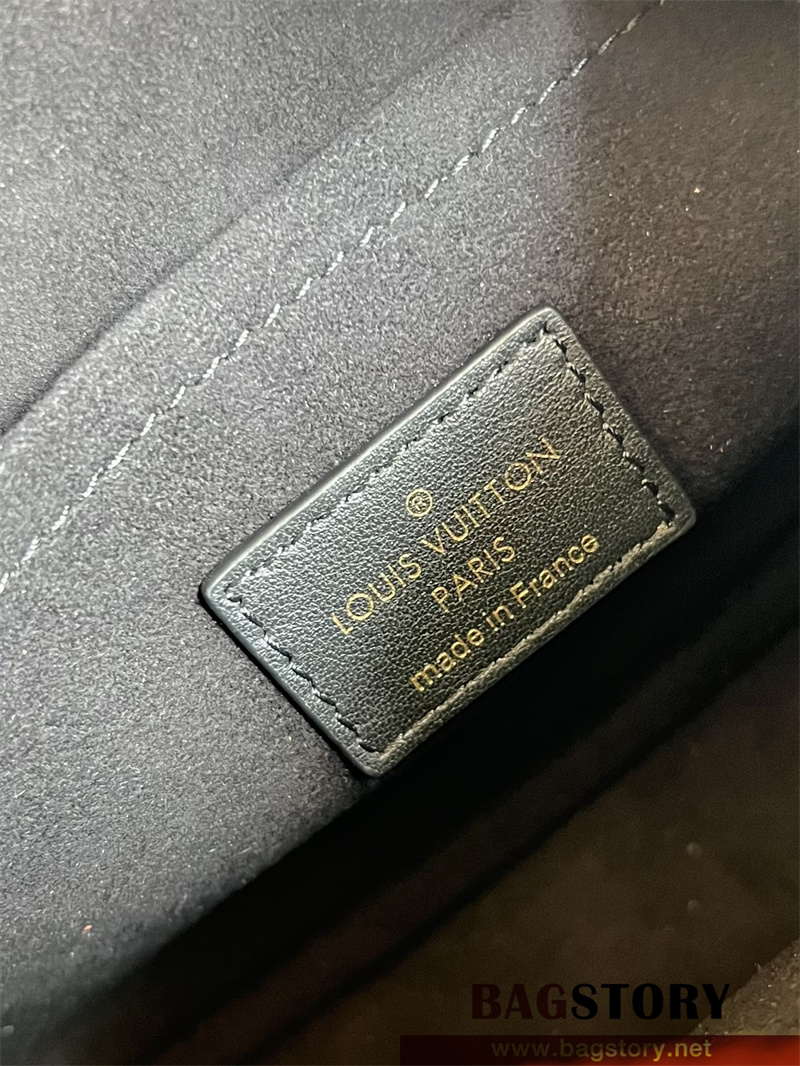 ®
LOUIS VUITTON
PARIS
made in France
BAGSTORY
www.bagstory.net